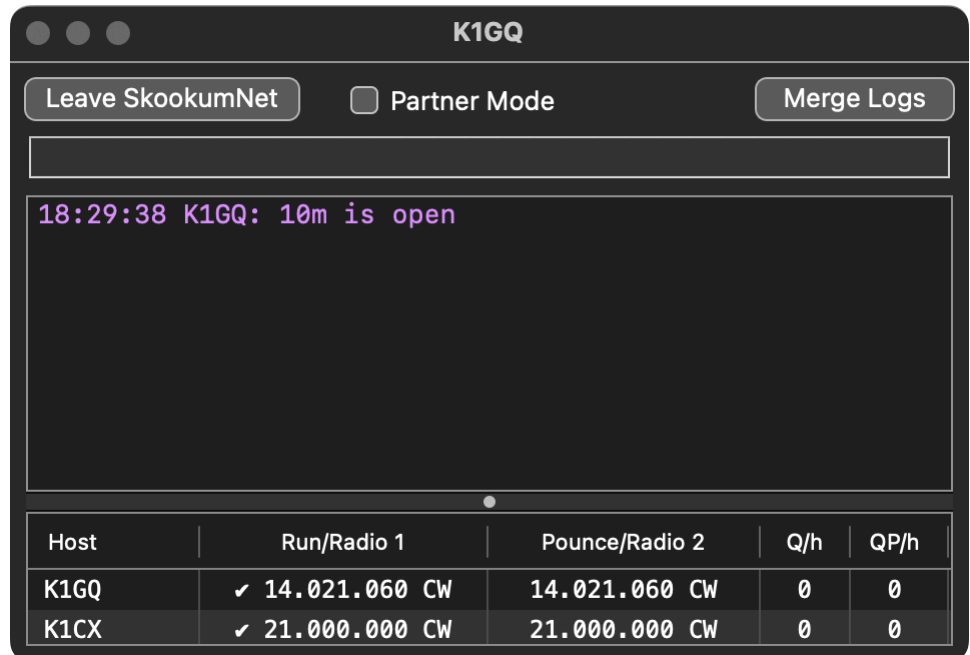 K1GQ
Leave SkookumNet Partner Mode Merge Logs
18:29:38 K1GQ: 10m is open
Host Run/Radio 1 Pounce/Radio 2 Q/h QP/h
K1GQ ✔ 14.021.060 CW 14.021.060 CW 0 0
K1CX ✔ 21.000.000 CW 21.000.000 CW 0 0